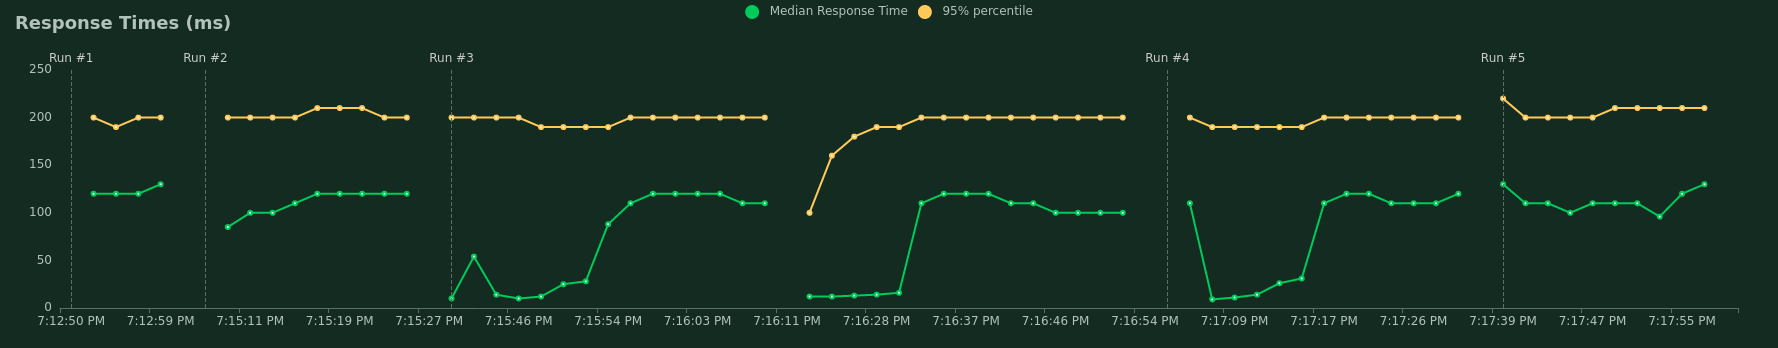 Response Times (ms)
Median Response Time
95% percentile
Run #1
Run #2
Run #3
Run #4
Run #5
250
200
150
100
50
0
7:12:50 PM
7:12:59 PM
7:15:11 PM
7:15:19 PM
7:15:27 PM
7:15:46 PM
7:15:54 PM
7:16:03 PM
7:16:11 PM
7:16:28 PM
7:16:37 PM
7:16:46 PM
7:16:54 PM
7:17:09 PM
7:17:17 PM
7:17:26 PM
7:17:39 PM
7:17:47 PM
7:17:55 PM